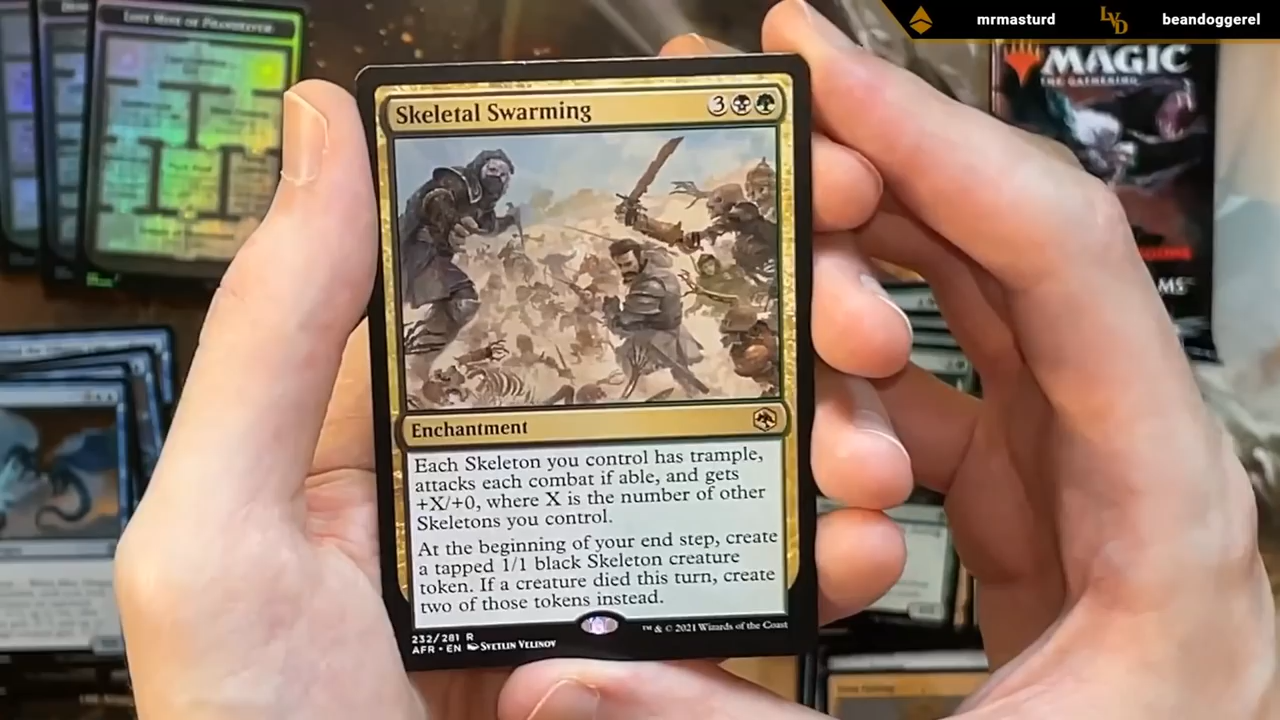 mrmasturd
LVD
beandoggerel
LOST MINE OF PHANDELVER
MAGIC
THE GATHERING
Skeletal Swarming
3
Enchantment
Each Skeleton you control has trample,
attacks each combat if able, and gets
+X/+0, where X is the number of other
Skeletons you control.
At the beginning of your end step, create
a tapped 1/1 black Skeleton creature
token. If a creature died this turn, create
two of those tokens instead.
232/281 R
AFR • EN SVETLIN VELINOV
™ & © 2021 Wizards of the Coast